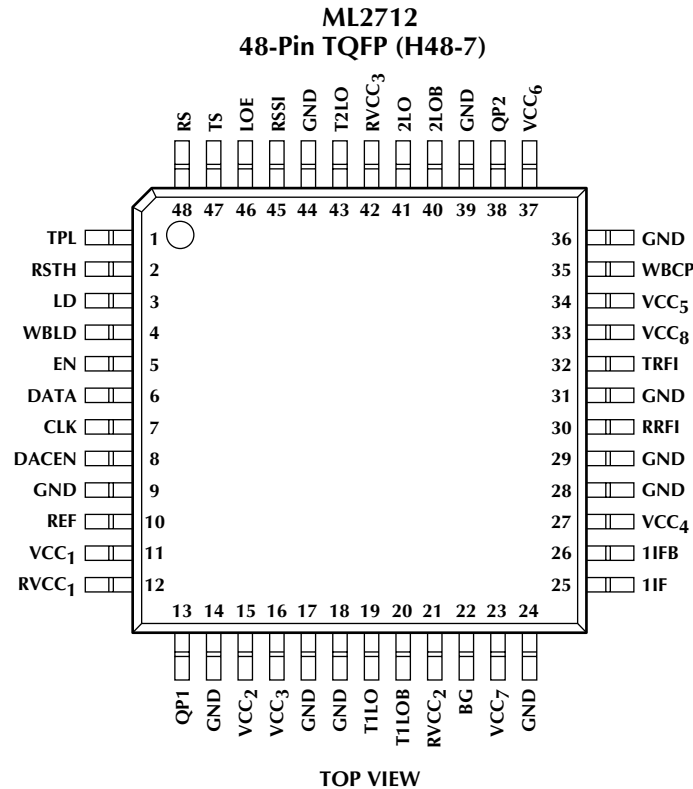 ML2712
48-Pin TQFP (H48-7)
RS TS LOE RSSI GND T2LO RVCC3 2LO 2LOB GND QP2 VCC6
48 47 46 45 44 43 42 41 40 39 38 37
TPL 1 36 GND
RSTH 2 35 WBCP
LD 3 34 VCC5
WBLD 4 33 VCC8
EN 5 32 TRFI
DATA 6 31 GND
CLK 7 30 RRFI
DACEN 8 29 GND
GND 9 28 GND
REF 10 27 VCC4
VCC1 11 26 1IFB
RVCC1 12 25 1IF
13 14 15 16 17 18 19 20 21 22 23 24
QP1 GND VCC2 VCC3 GND GND T1LO T1LOB RVCC2 BG VCC7 GND
TOP VIEW